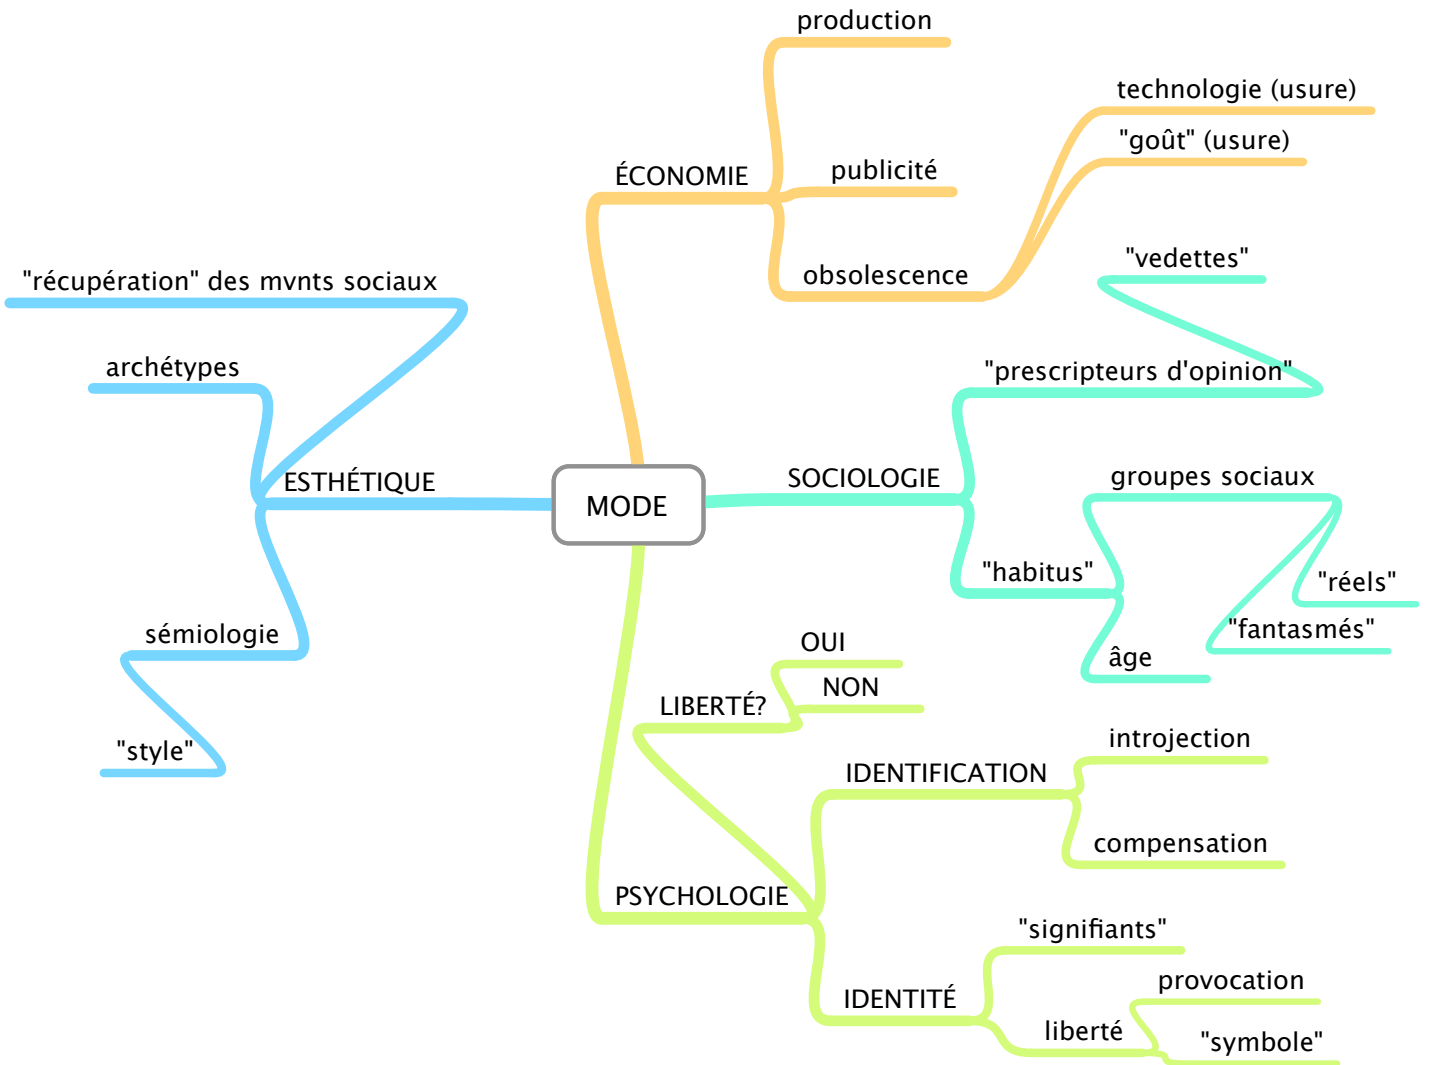 MODE
ÉCONOMIE
production
publicité
obsolescence
technologie (usure)
"goût" (usure)
SOCIOLOGIE
"prescripteurs d'opinion"
"vedettes"
"habitus"
groupes sociaux
"réels"
"fantasmés"
âge
PSYCHOLOGIE
LIBERTÉ?
OUI
NON
IDENTIFICATION
introjection
compensation
IDENTITÉ
"signifiants"
liberté
provocation
"symbole"
ESTHÉTIQUE
"récupération" des mvnts sociaux
archétypes
sémiologie
"style"